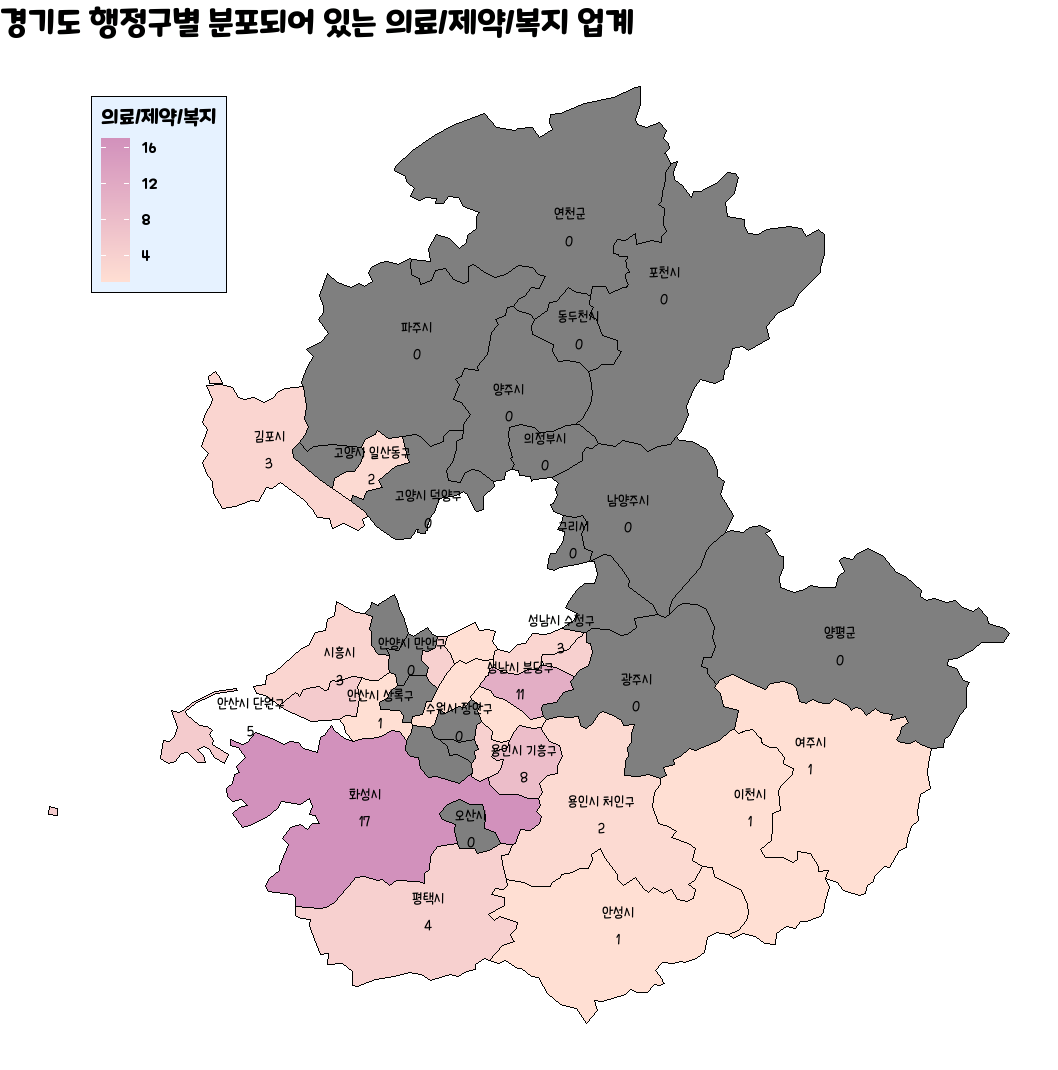 경기도 행정구별 분포되어 있는 의료/제약/복지 업계
의료/제약/복지
16
12
8
4
연천군
0
포천시
0
동두천시
0
파주시
0
양주시
0
의정부시
0
김포시
3
고양시 일산동구
2
고양시 덕양구
0
남양주시
0
구리시
0
양평군
0
성남시 수정구
3
안양시 만안구
0
시흥시
3
성남시 분당구
11
광주시
0
안산시 상록구
1
안산시 단원구
5
수원시 장안구
0
용인시 기흥구
8
여주시
1
화성시
17
용인시 처인구
2
이천시
1
오산시
0
평택시
4
안성시
1